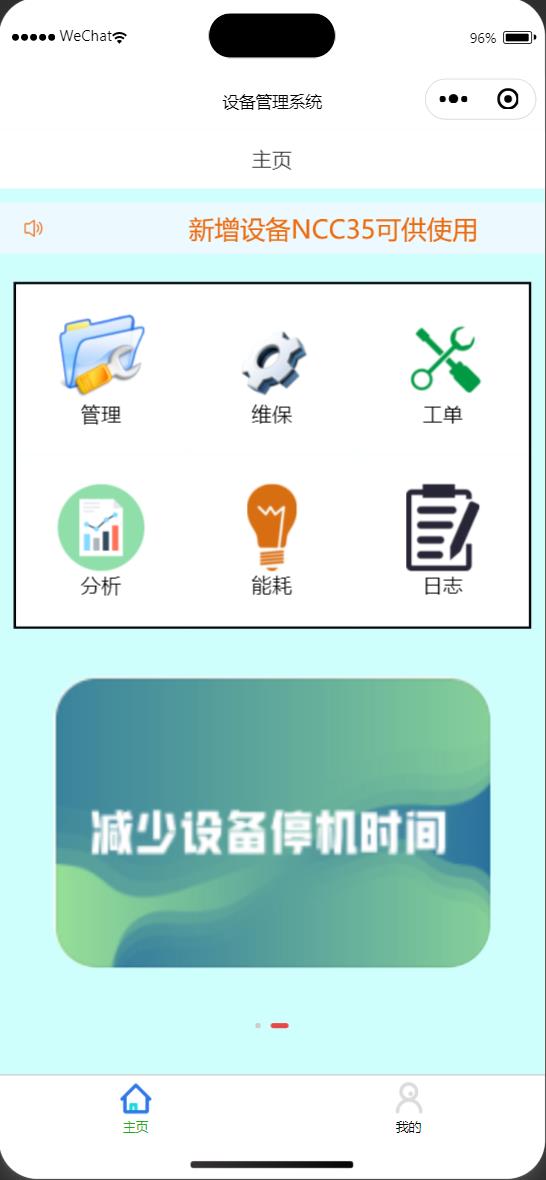 WeChat
96%
设备管理系统
主页
新增设备NCC35可供使用
管理
维保
工单
分析
能耗
日志
减少设备停机时间
主页
我的